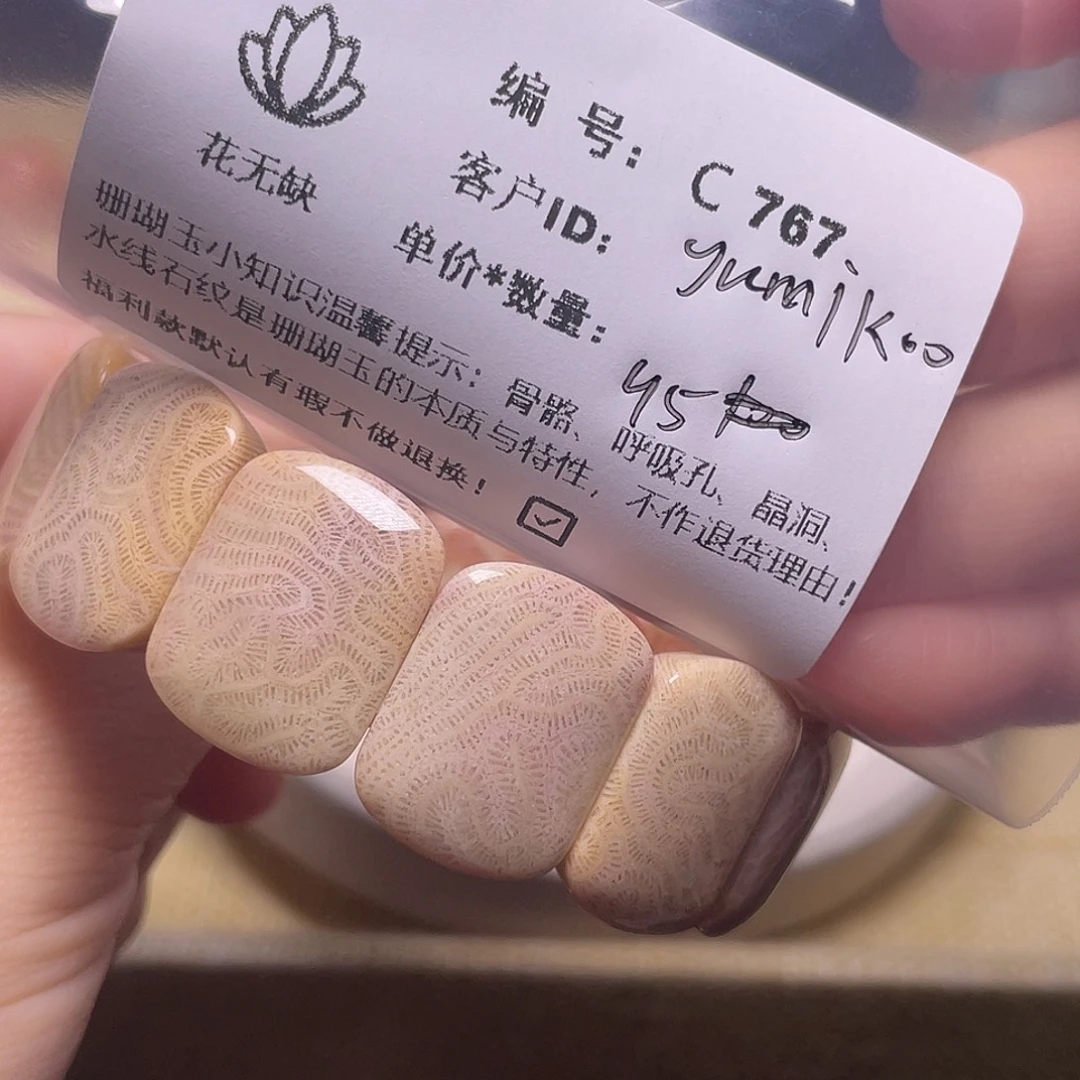 花无缺
编 号: C 767.
客户ID: yumikoo
单价*数量: 45
珊瑚玉小知识温馨提示: 骨骼、呼吸孔、晶洞、
水线石纹是珊瑚玉的本质与特性, 不作退货理由!
福利款默认有瑕不做退换!